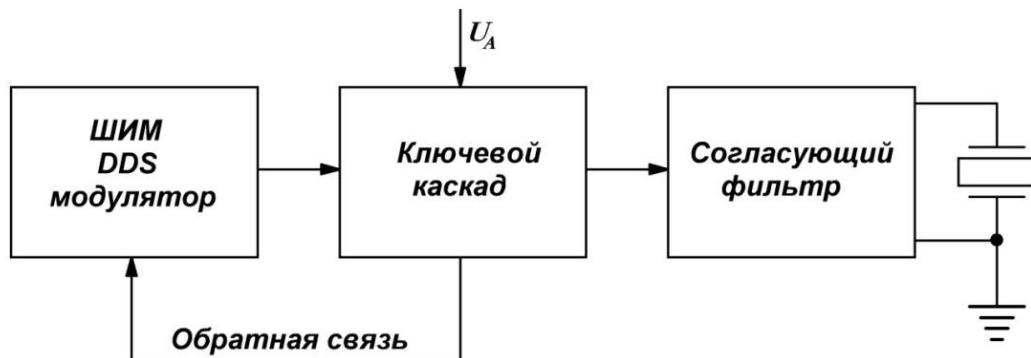 U_A
ШИМ
DDS
модулятор
Ключевой
каскад
Согласующий
фильтр
Обратная связь